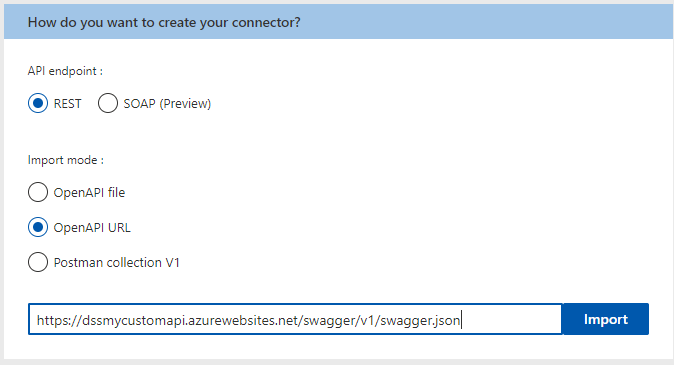 How do you want to create your connector?
API endpoint :
REST SOAP (Preview)
Import mode :
OpenAPI file
OpenAPI URL
Postman collection V1
https://dssmycustomapi.azurewebsites.net/swagger/v1/swagger.json Import